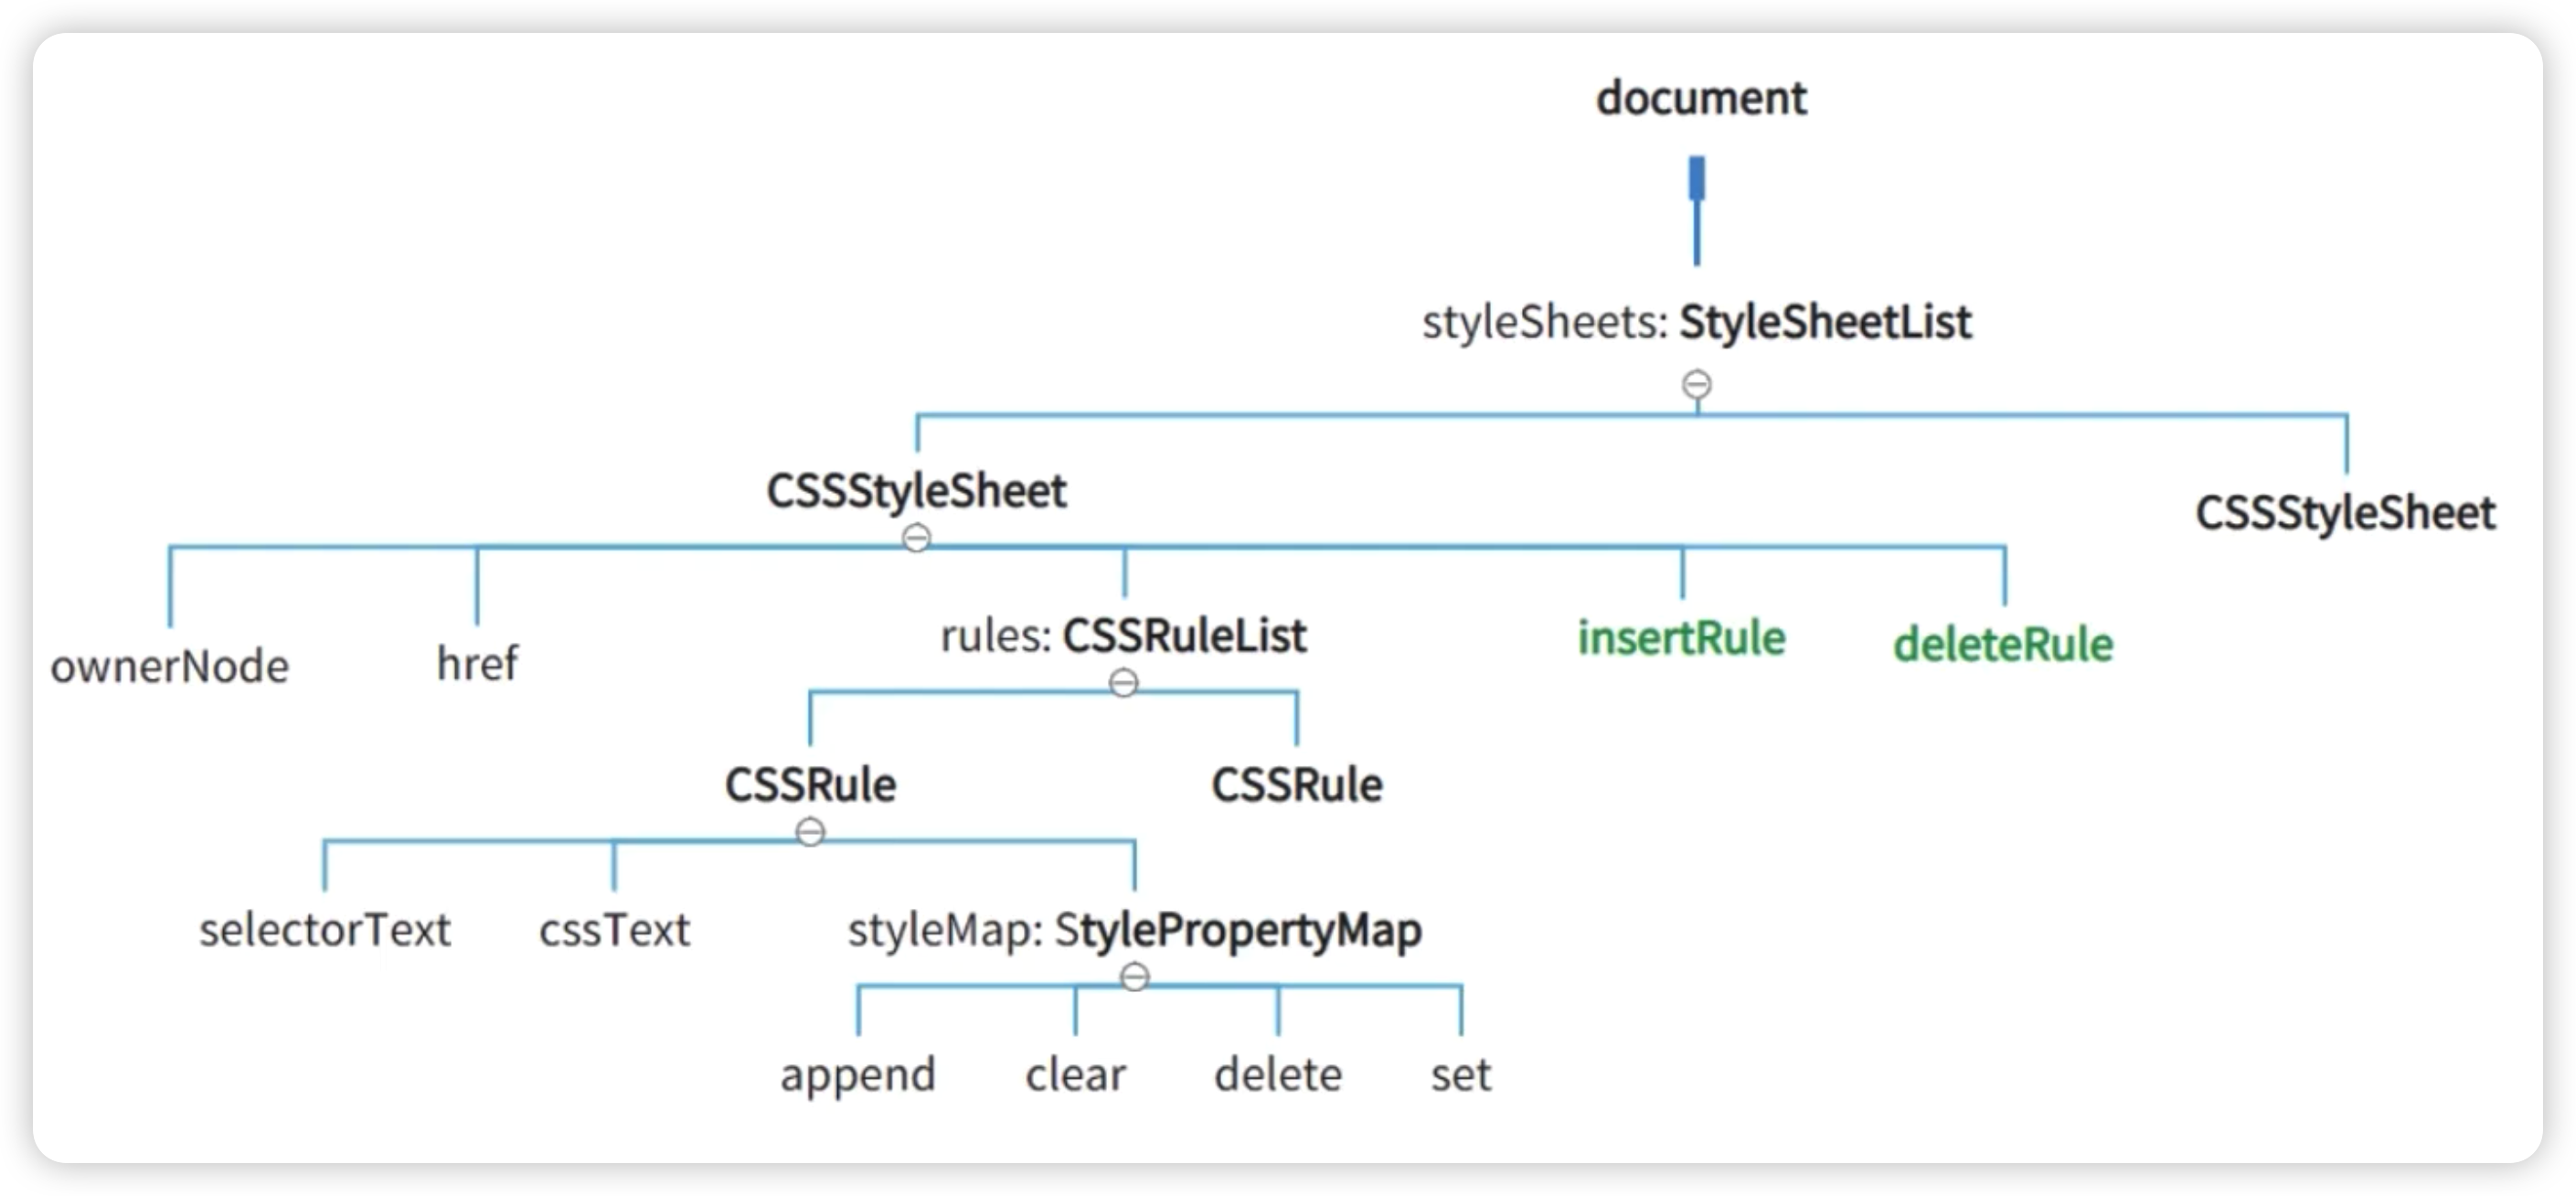 document
styleSheets: StyleSheetList
CSSStyleSheet
CSSStyleSheet
ownerNode
href
rules: CSSRuleList
insertRule
deleteRule
CSSRule
CSSRule
selectorText
cssText
styleMap: StylePropertyMap
append
clear
delete
set